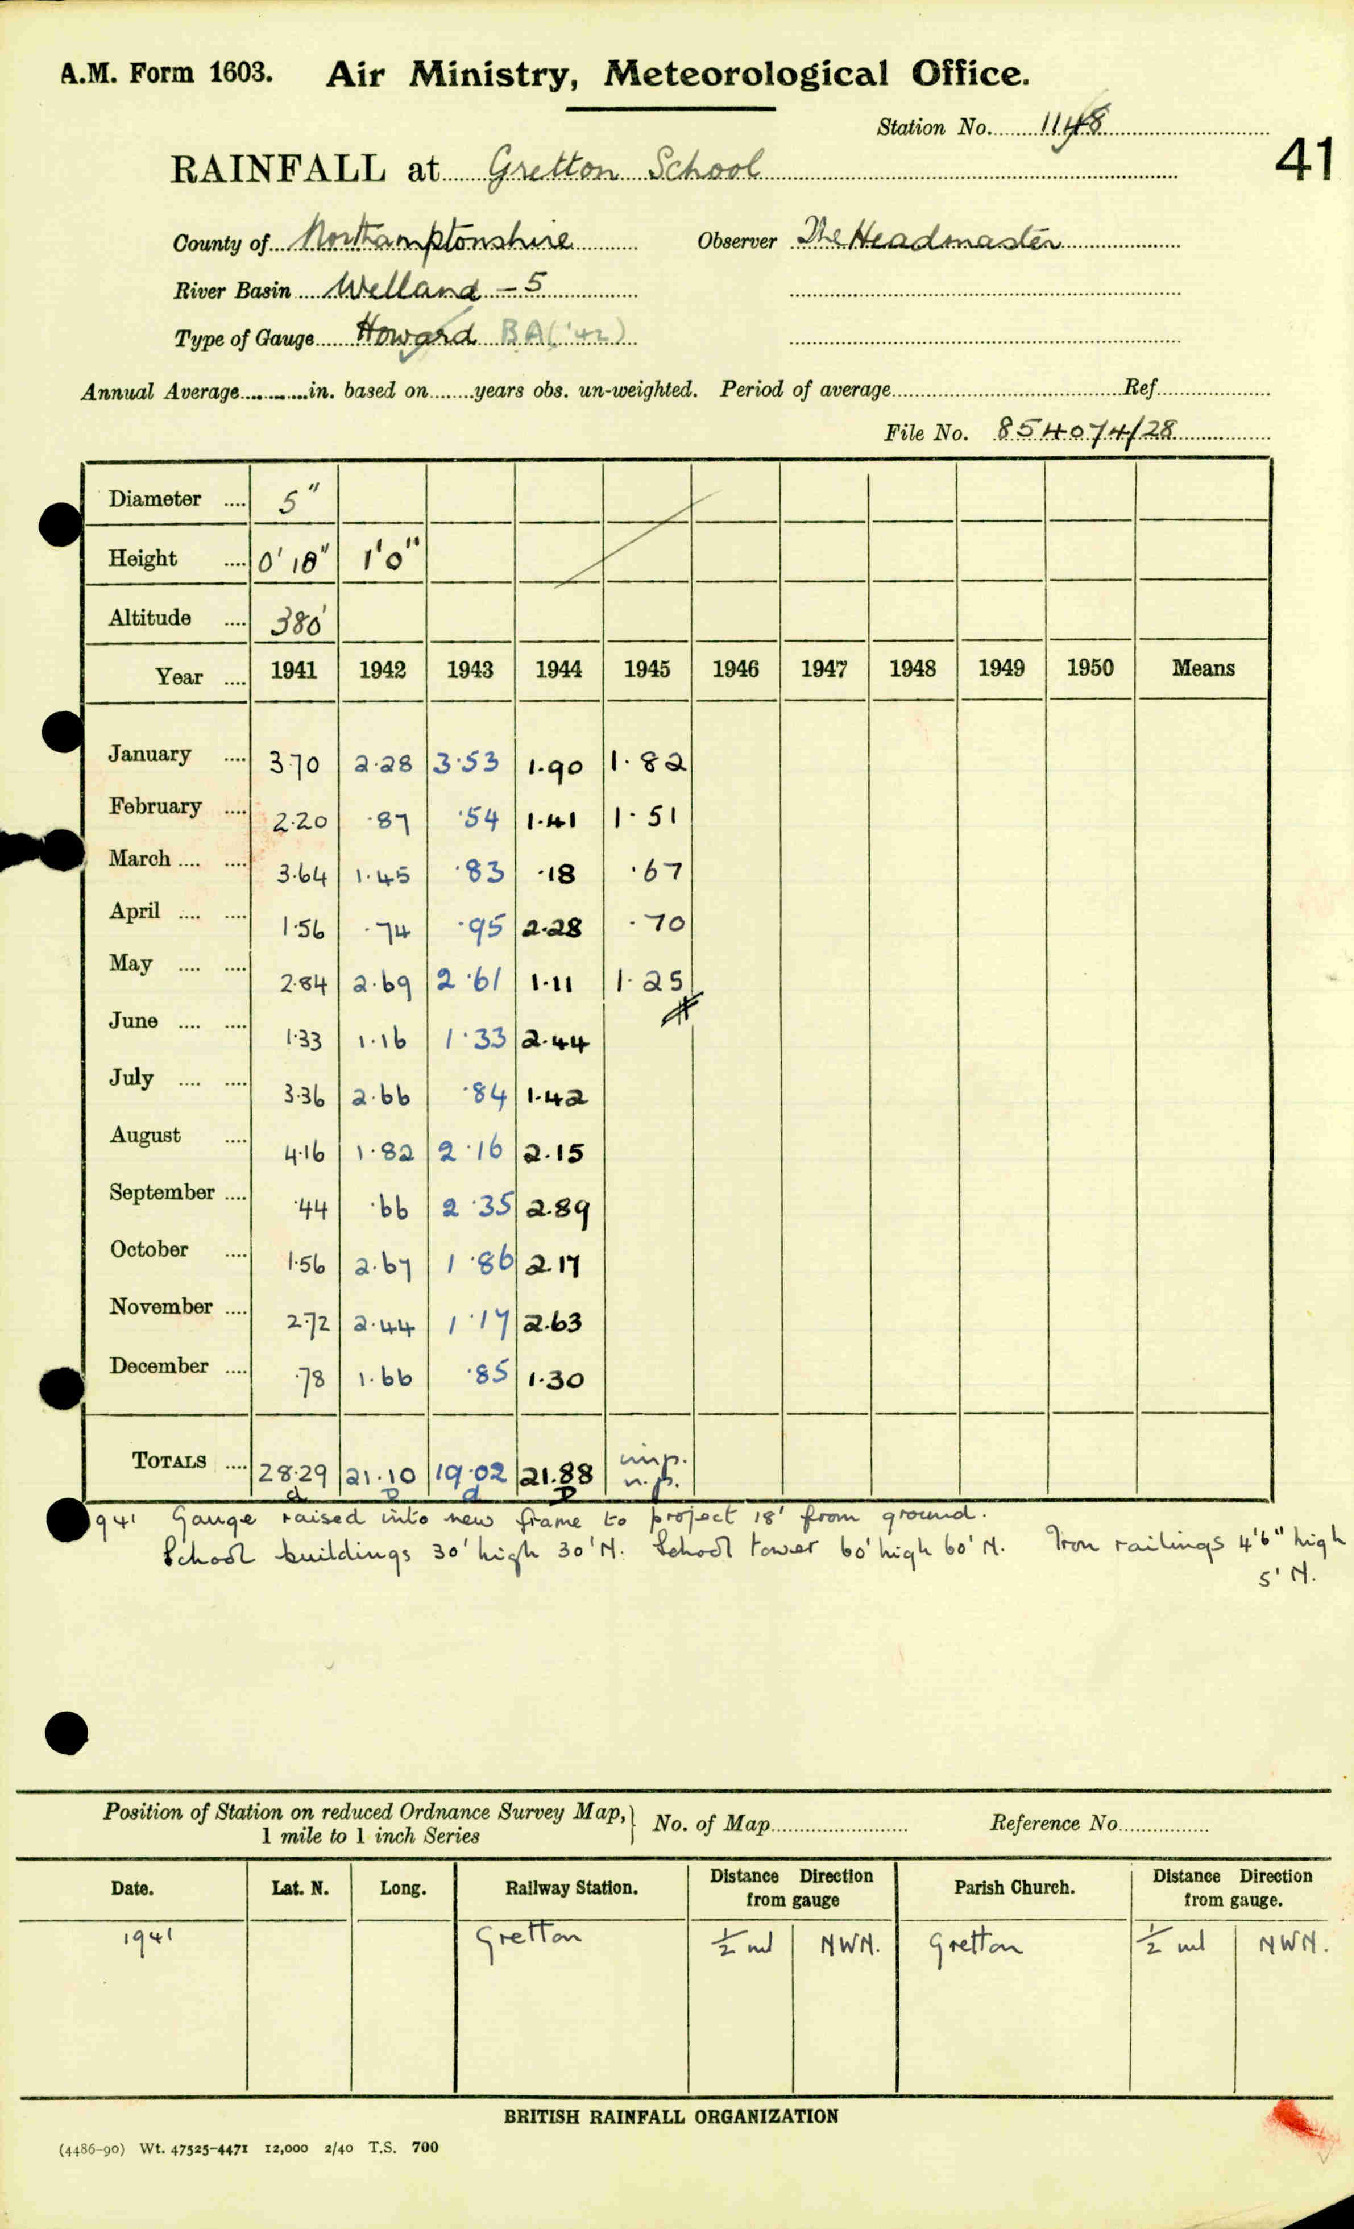 A.M. Form 1603. Air Ministry, Meteorological Office.
Station No. 1148
41
RAINFALL at Gretton School
County of Northamptonshire Observer The Headmaster
River Basin Welland - 5
Type of Gauge Howard BA('42)
Annual Average in. based on years obs. un-weighted. Period of average Ref
File No. 854074/28
Diameter 5"
Height 0' 18" 1'0"
Altitude 380'
Year 1941 1942 1943 1944 1945 1946 1947 1948 1949 1950 Means
January 3.70 2.28 3.53 1.90 1.82
February 2.20 .87 .54 1.41 1.51
March 3.64 1.45 .83 .18 .67
April 1.56 .74 .95 2.28 .70
May 2.84 2.69 2.61 1.11 1.25
June 1.33 1.16 1.33 2.44
July 3.36 2.66 .84 1.42
August 4.16 1.82 2.16 2.15
September .44 .66 2.35 2.89
October 1.56 2.67 1.86 2.17
November 2.72 2.44 1.17 2.63
December .78 1.66 .85 1.30
TOTALS 28.29 21.10 19.02 21.88 imp. n.p.
d D d D
1941 Gauge raised into new frame to project 18' from ground.
School buildings 30' high 30' N. School tower 60' high 60' N. Iron railings 4'6" high
5' N.
Position of Station on reduced Ordnance Survey Map, No. of Map Reference No
1 mile to 1 inch Series
Date. Lat. N. Long. Railway Station. Distance Direction from gauge Parish Church. Distance Direction from gauge.
1941 Gretton 1/2 ml NWN. Gretton 1/2 ml NWN.
BRITISH RAINFALL ORGANIZATION
(4486-90) Wt. 47525-4471 12,000 2/40 T.S. 700